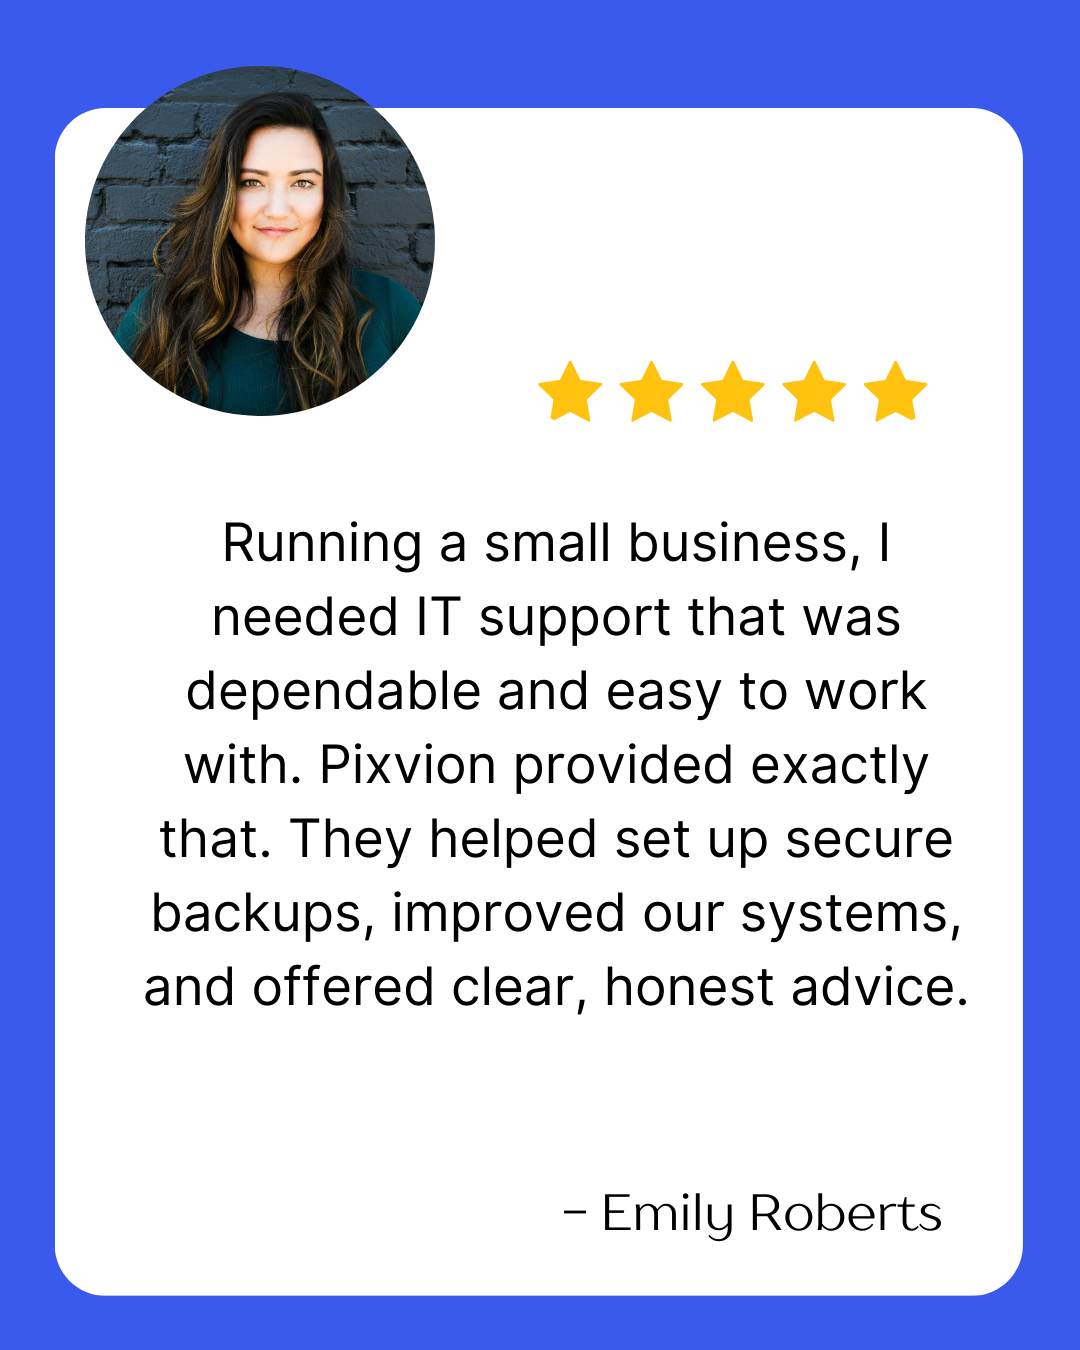 Running a small business, I
needed IT support that was
dependable and easy to work
with. Pixvion provided exactly
that. They helped set up secure
backups, improved our systems,
and offered clear, honest advice.
– Emily Roberts